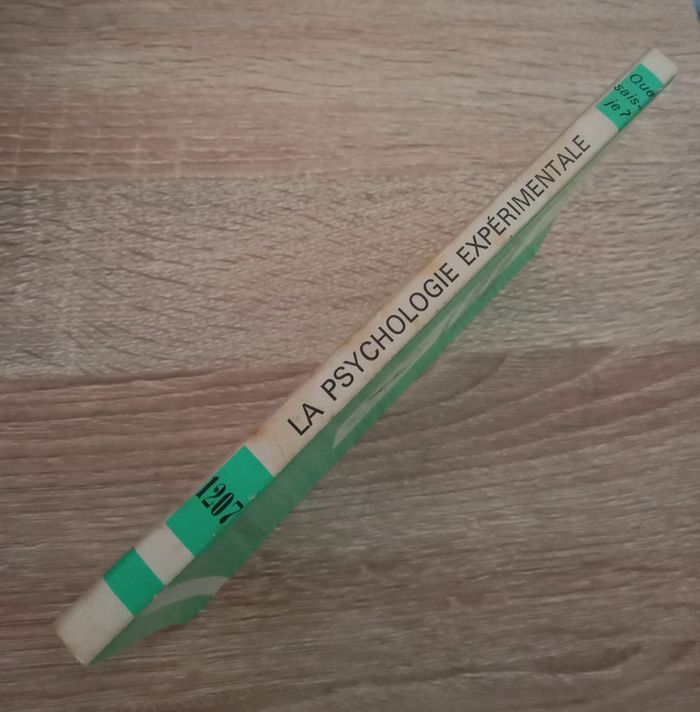 Que
sais-
je?
LA PSYCHOLOGIE EXPÉRIMENTALE
1207